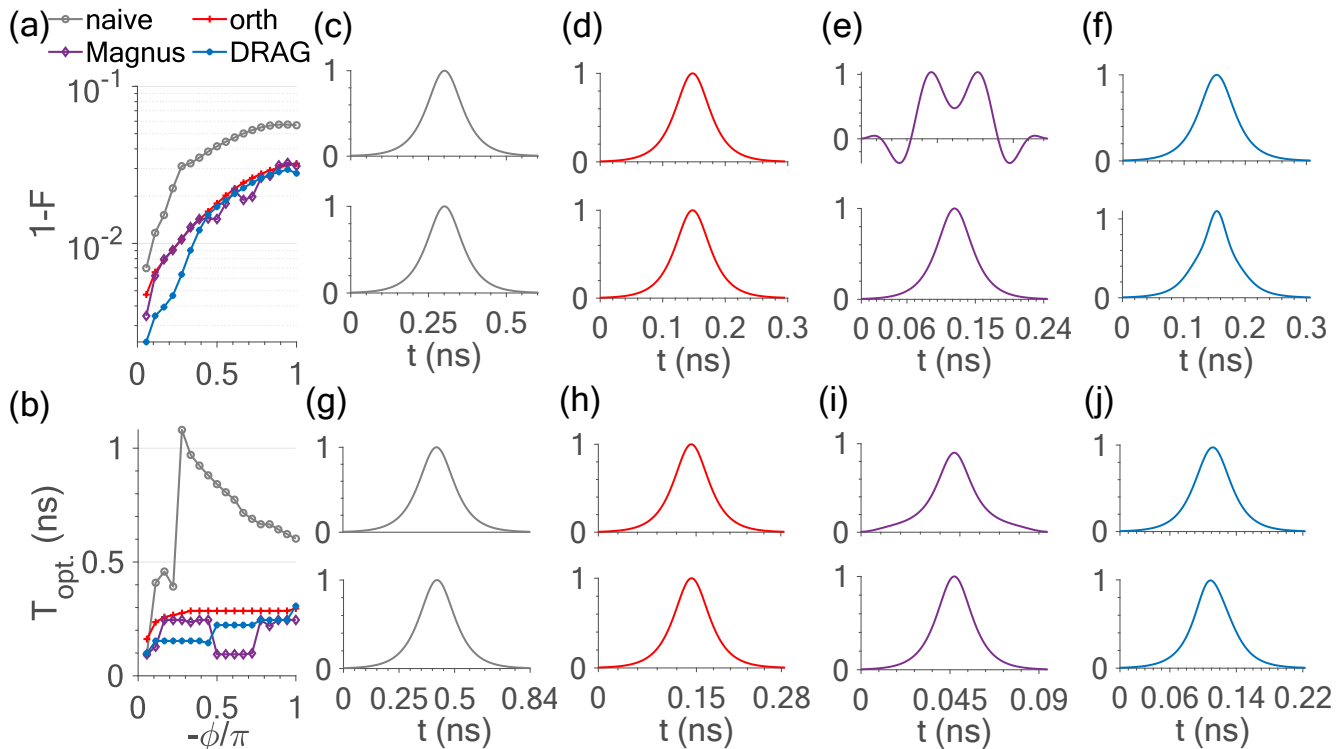 (a) naive orth
Magnus DRAG
10⁻¹
10⁻²
1-F
0 0.5 1
(b)
1
0.5
0
T_opt. (ns)
0 0.5 1
-ϕ/π
(c)
1
0
1
0
0 0.25 0.5
t (ns)
(d)
1
0
1
0
0 0.1 0.2 0.3
t (ns)
(e)
1
0
1
0
0 0.06 0.15 0.24
t (ns)
(f)
1
0
1
0
0 0.1 0.2 0.3
t (ns)
(g)
1
0
1
0
0 0.25 0.5 0.84
t (ns)
(h)
1
0
1
0
0 0.15 0.28
t (ns)
(i)
1
0
1
0
0 0.045 0.09
t (ns)
(j)
1
0
1
0
0 0.06 0.14 0.22
t (ns)